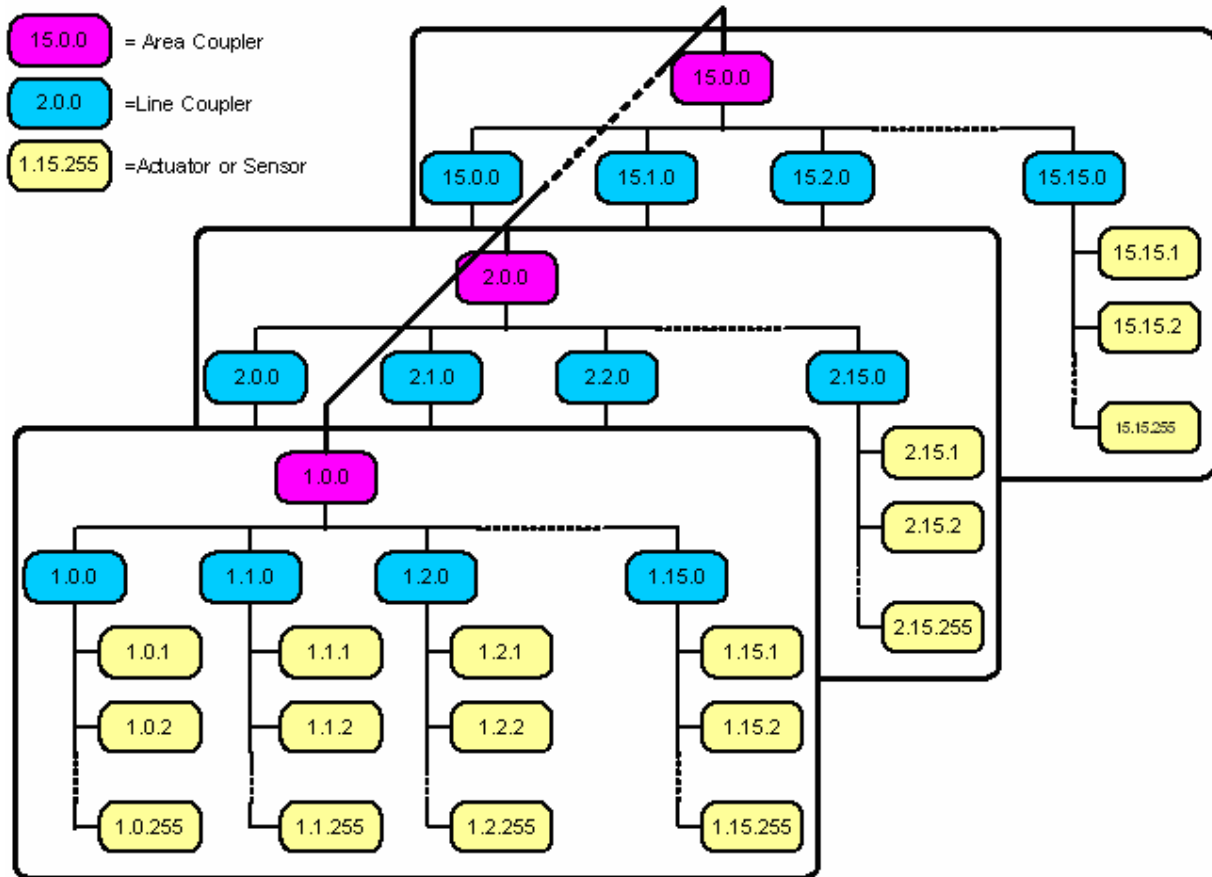 15.0.0 = Area Coupler
2.0.0 =Line Coupler
1.15.255 =Actuator or Sensor
15.0.0
15.0.0 15.1.0 15.2.0 15.15.0
15.15.1
15.15.2
15.15.255
2.0.0
2.0.0 2.1.0 2.2.0 2.15.0
2.15.1
2.15.2
2.15.255
1.0.0
1.0.0 1.1.0 1.2.0 1.15.0
1.0.1 1.1.1 1.2.1 1.15.1
1.0.2 1.1.2 1.2.2 1.15.2
1.0.255 1.1.255 1.2.255 1.15.255